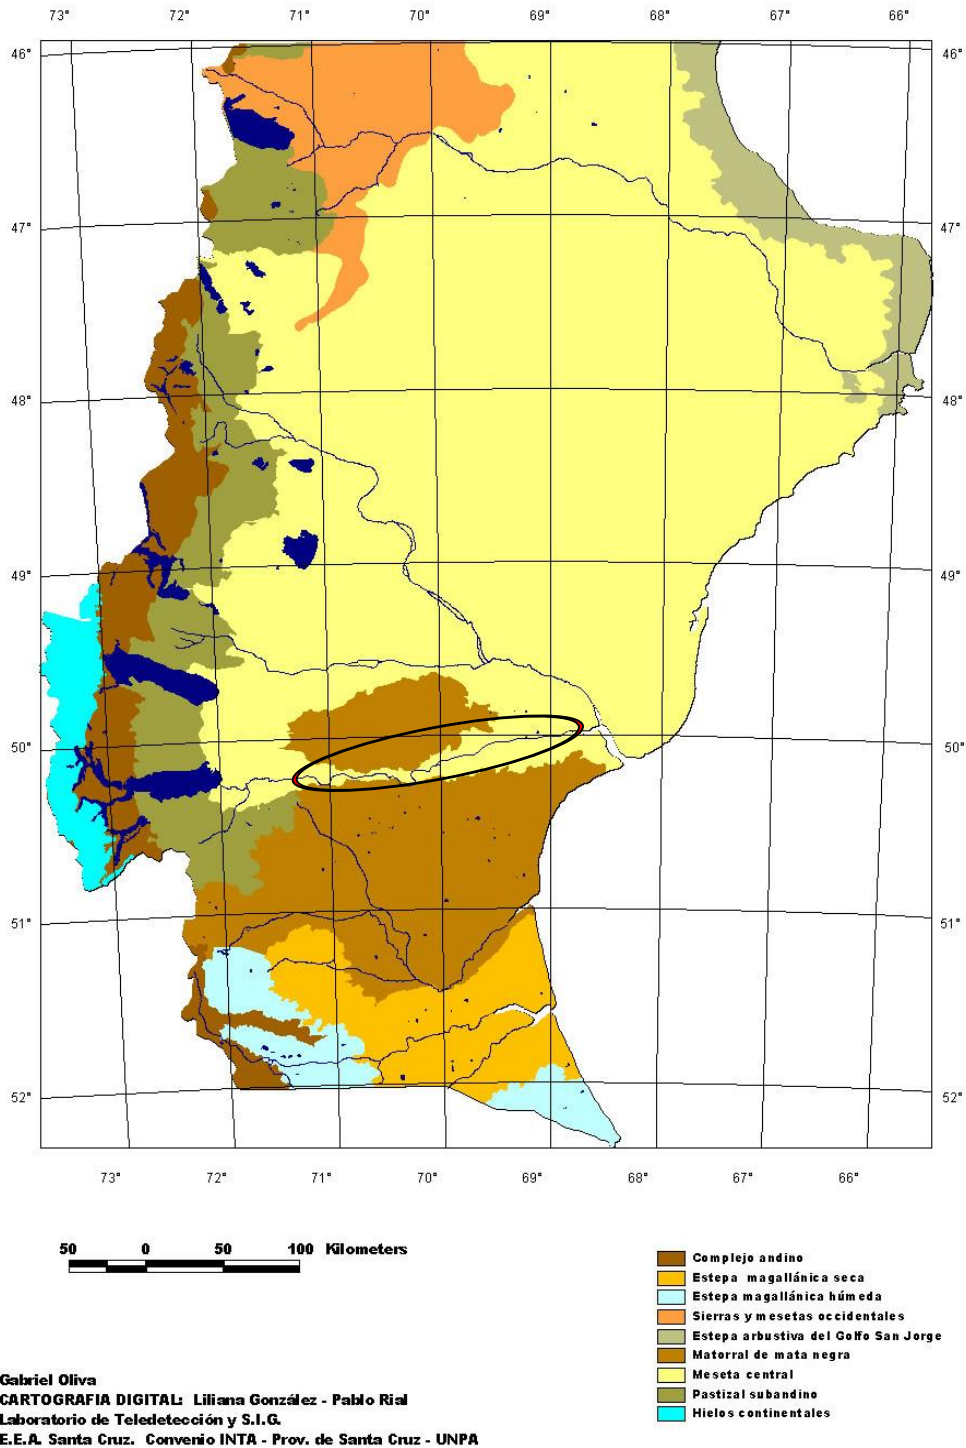 73° 72° 71° 70° 69° 68° 67° 66°
46° 46°
47° 47°
48° 48°
49° 49°
50° 50°
51° 51°
52° 52°
73° 72° 71° 70° 69° 68° 67° 66°
50 0 50 100 Kilometers
Complejo andino
Estepa magallánica seca
Estepa magallánica húmeda
Sierras y mesetas occidentales
Estepa arbustiva del Golfo San Jorge
Matorral de mata negra
Meseta central
Pastizal subandino
Hielos continentales
Gabriel Oliva
CARTOGRAFIA DIGITAL: Liliana González - Pablo Rial
Laboratorio de Teledetección y S.I.G.
E.E.A. Santa Cruz. Convenio INTA - Prov. de Santa Cruz - UNPA